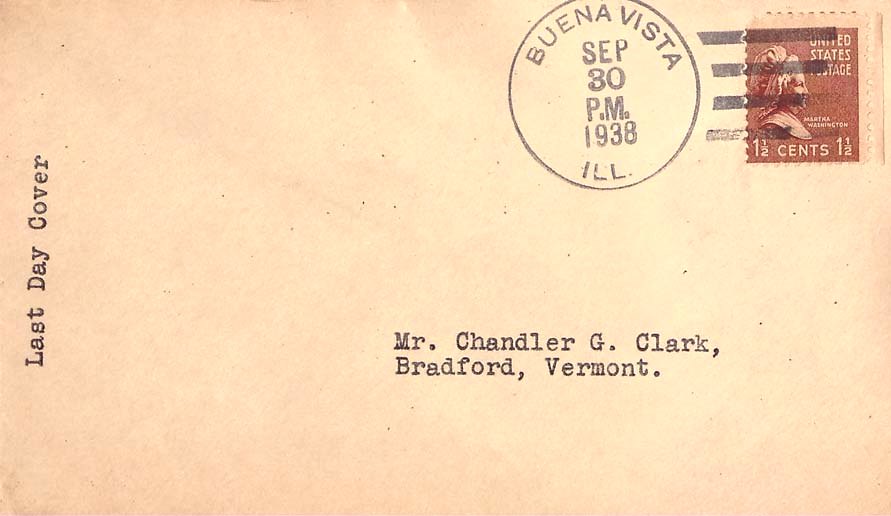 BUENA VISTA
SEP
30
P.M.
1938
ILL.
UNITED
STATES
POSTAGE
MARTHA
WASHINGTON
1½ CENTS 1½
Last Day Cover
Mr. Chandler G. Clark,
Bradford, Vermont.